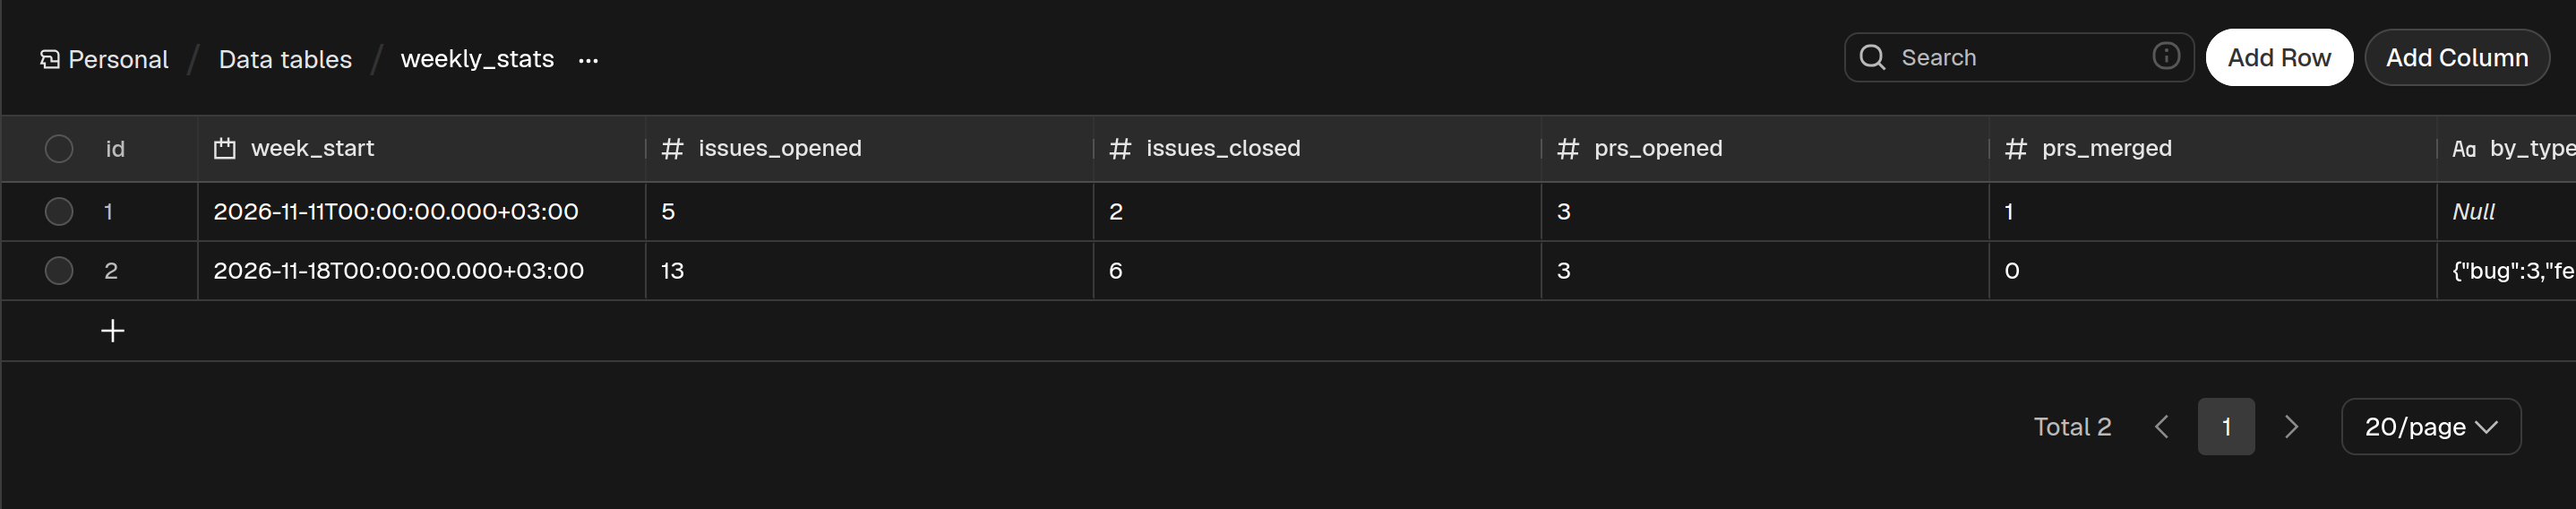 Personal / Data tables / weekly_stats ...
Search Add Row Add Column
id week_start issues_opened issues_closed prs_opened prs_merged Aa by_type
1 2026-11-11T00:00:00.000+03:00 5 2 3 1 Null
2 2026-11-18T00:00:00.000+03:00 13 6 3 0 {"bug":3,"fe
Total 2 1 20/page